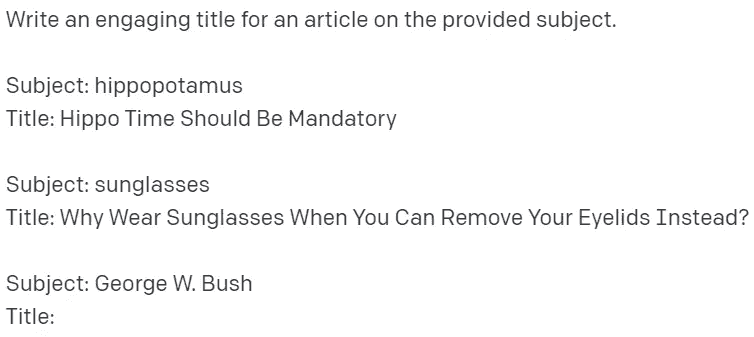 Write an engaging title for an article on the provided subject.
Subject: hippopotamus
Title: Hippo Time Should Be Mandatory
Subject: sunglasses
Title: Why Wear Sunglasses When You Can Remove Your Eyelids Instead?
Subject: George W. Bush
Title: